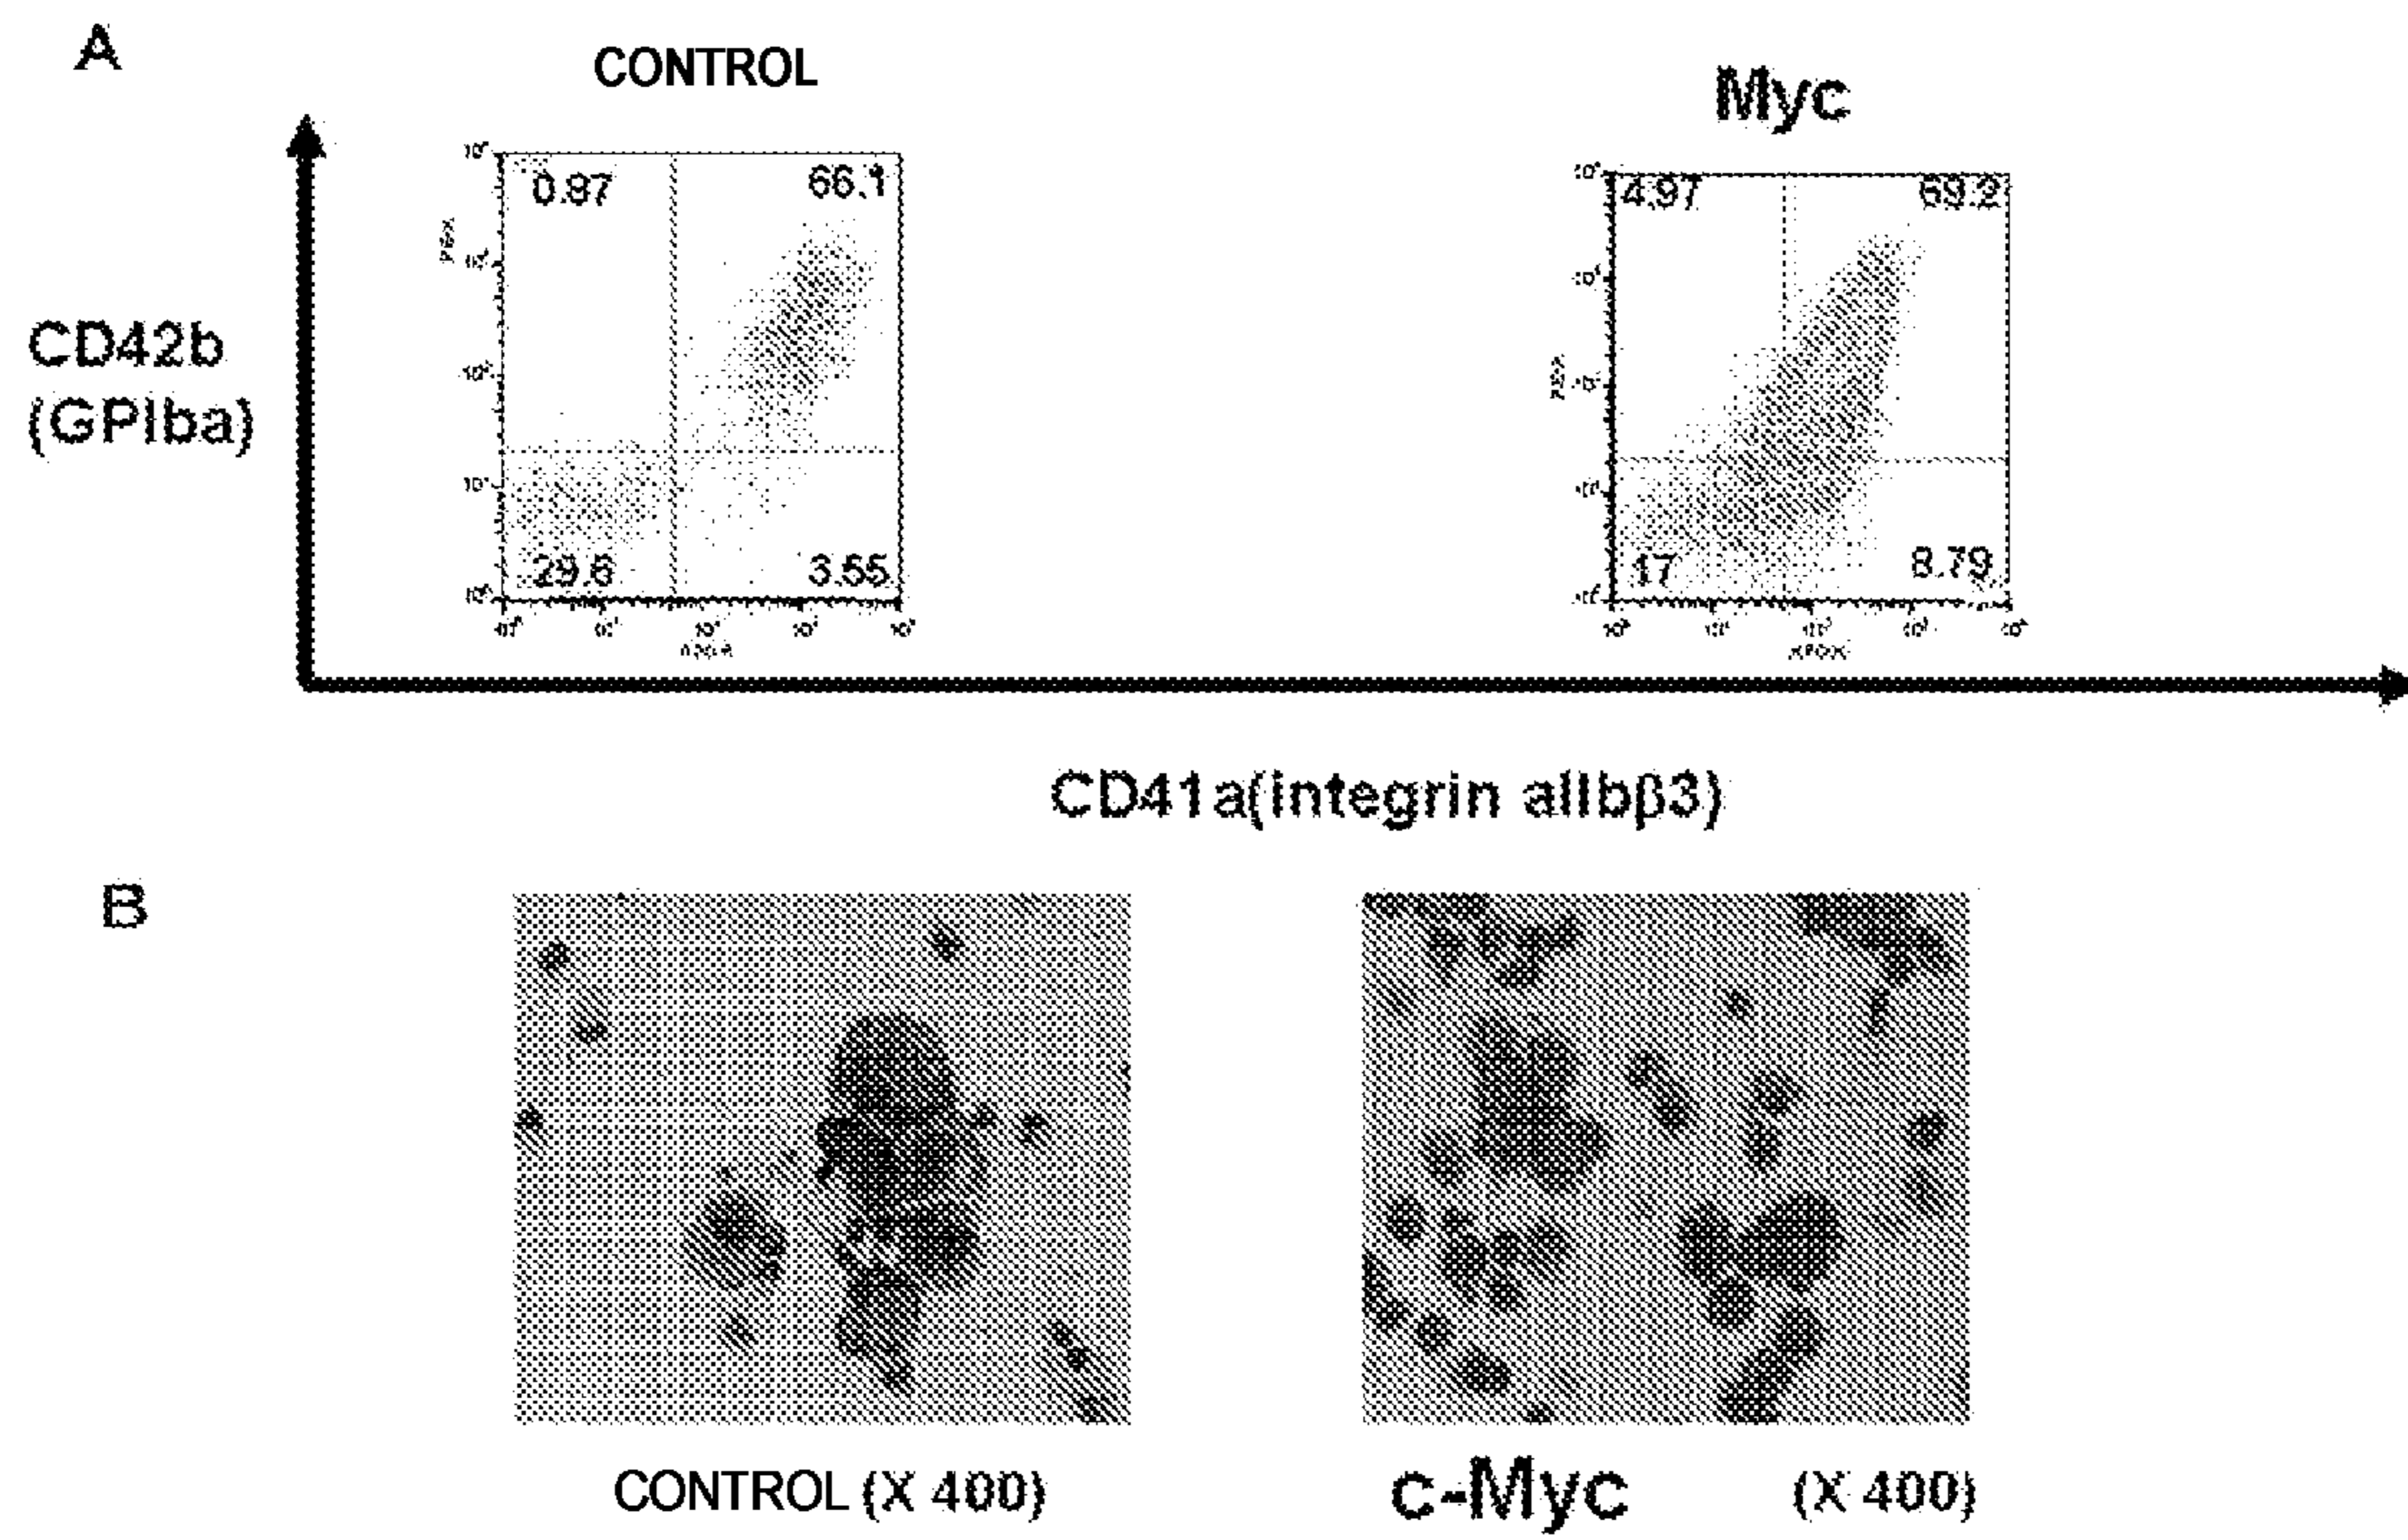 A
CONTROL
Myc
0.87
66.1
4.97
69.2
CD42b
(GPIba)
29.6
3.55
17
8.79
CD41a(integrin aIIbβ3)
B
CONTROL (X 400)
c-Myc (X 400)